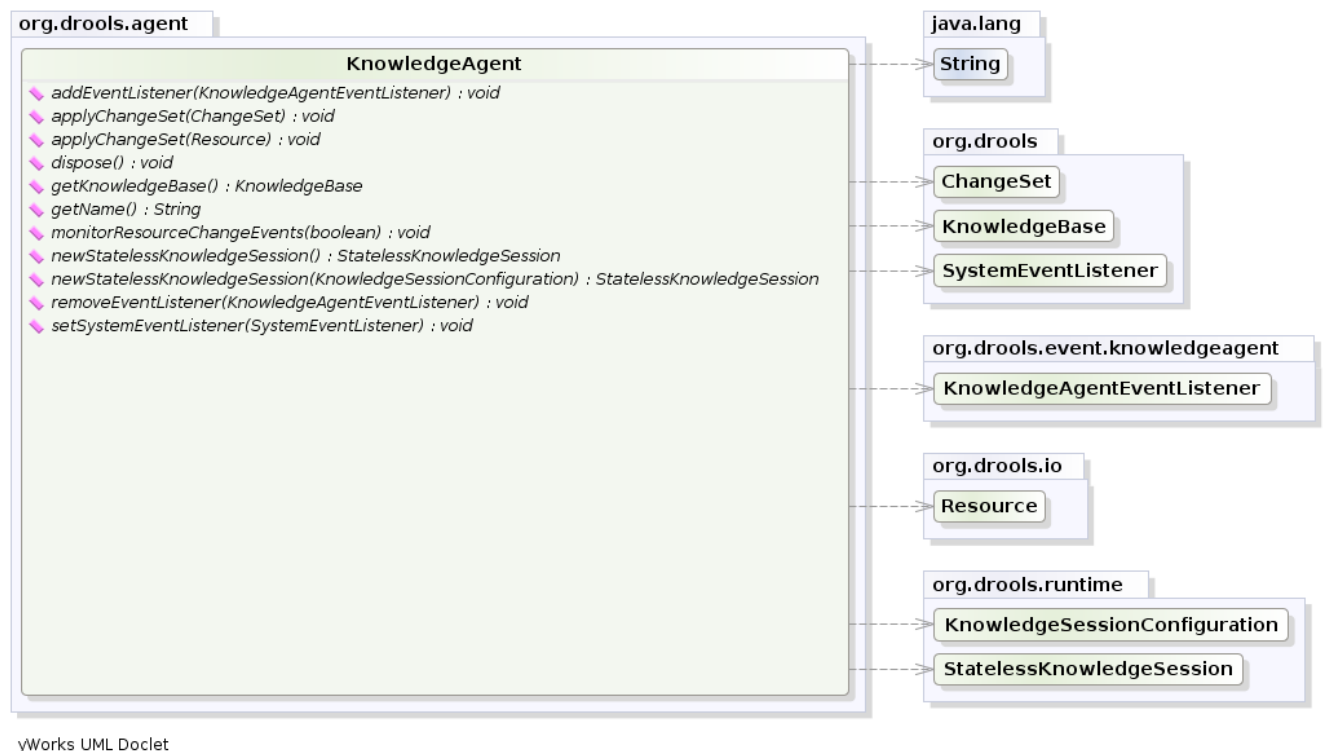 org.drools.agent
KnowledgeAgent
addEventListener(KnowledgeAgentEventListener) : void
applyChangeSet(ChangeSet) : void
applyChangeSet(Resource) : void
dispose() : void
getKnowledgeBase() : KnowledgeBase
getName() : String
monitorResourceChangeEvents(boolean) : void
newStatelessKnowledgeSession() : StatelessKnowledgeSession
newStatelessKnowledgeSession(KnowledgeSessionConfiguration) : StatelessKnowledgeSession
removeEventListener(KnowledgeAgentEventListener) : void
setSystemEventListener(SystemEventListener) : void
java.lang
String
org.drools
ChangeSet
KnowledgeBase
SystemEventListener
org.drools.event.knowledgeagent
KnowledgeAgentEventListener
org.drools.io
Resource
org.drools.runtime
KnowledgeSessionConfiguration
StatelessKnowledgeSession
yWorks UML Doclet